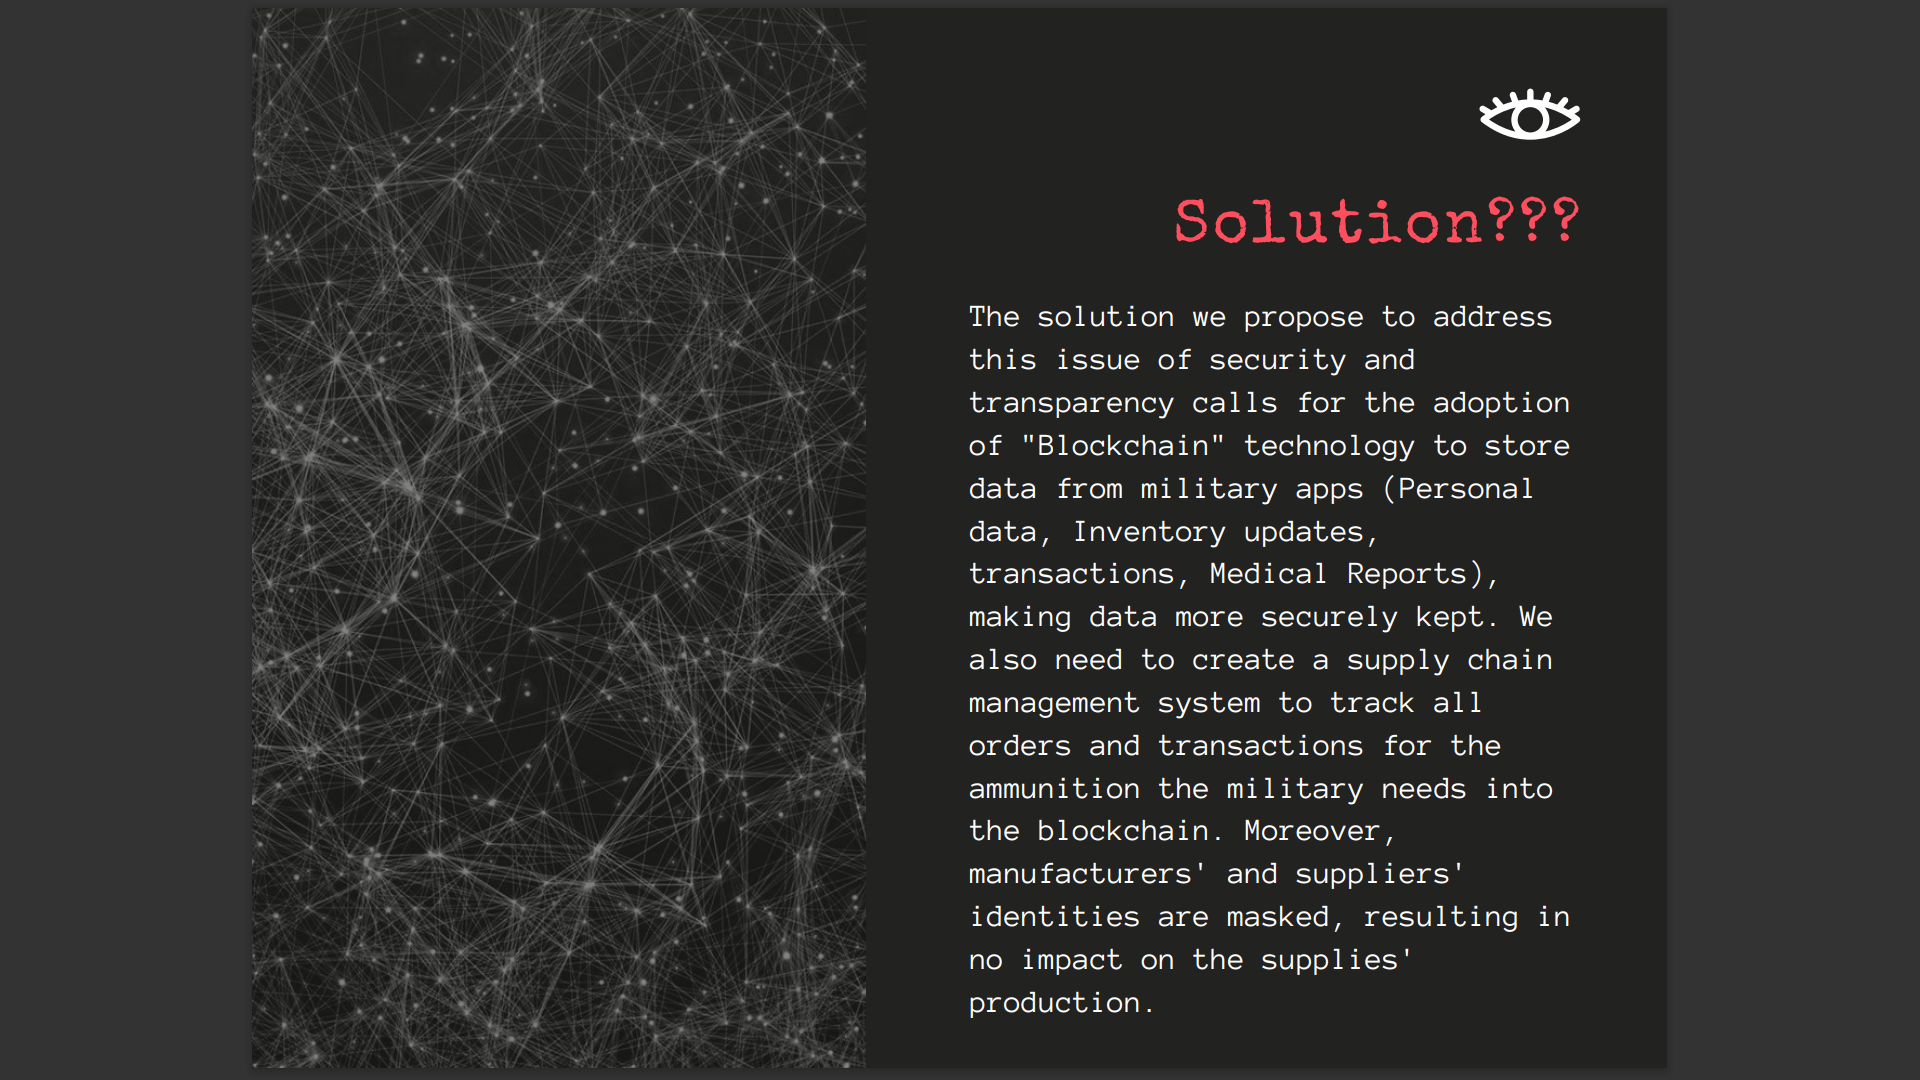 Solution???
The solution we propose to address
this issue of security and
transparency calls for the adoption
of "Blockchain" technology to store
data from military apps (Personal
data, Inventory updates,
transactions, Medical Reports),
making data more securely kept. We
also need to create a supply chain
management system to track all
orders and transactions for the
ammunition the military needs into
the blockchain. Moreover,
manufacturers' and suppliers'
identities are masked, resulting in
no impact on the supplies'
production.